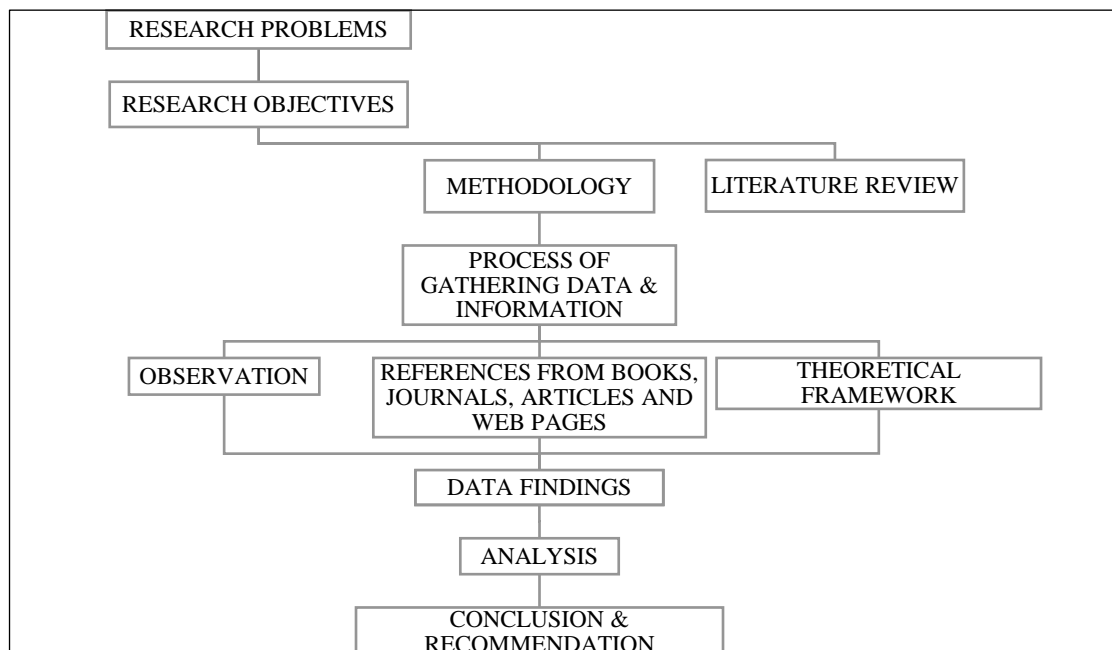 RESEARCH PROBLEMS
RESEARCH OBJECTIVES
METHODOLOGY
LITERATURE REVIEW
PROCESS OF
GATHERING DATA &
INFORMATION
OBSERVATION
REFERENCES FROM BOOKS,
JOURNALS, ARTICLES AND
WEB PAGES
THEORETICAL
FRAMEWORK
DATA FINDINGS
ANALYSIS
CONCLUSION &
RECOMMENDATION